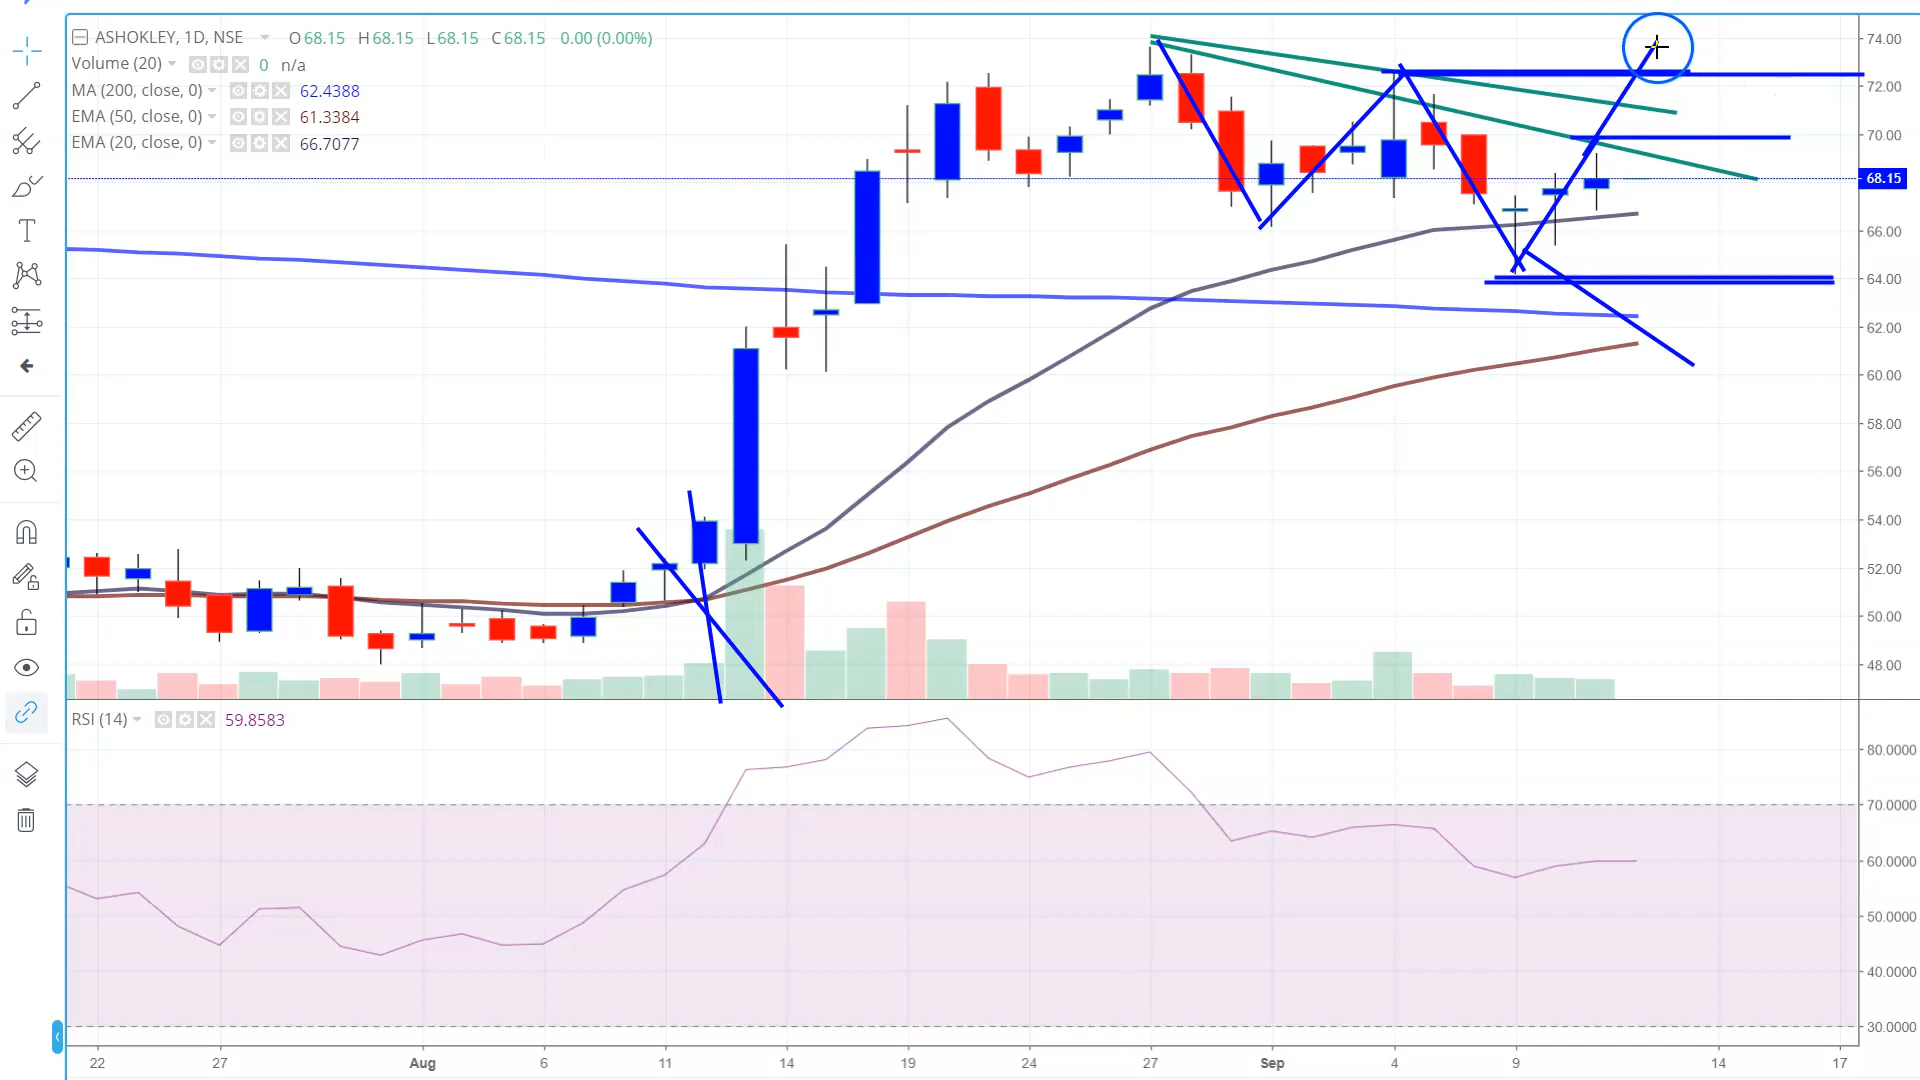 ASHOKLEY, 1D, NSE O68.15 H68.15 L68.15 C68.15 0.00 (0.00%)
Volume (20) 0 n/a
MA (200, close, 0) 62.4388
EMA (50, close, 0) 61.3384
EMA (20, close, 0) 66.7077
74.00
72.00
70.00
68.15
66.00
64.00
62.00
60.00
58.00
56.00
54.00
52.00
50.00
48.00
RSI (14) 59.8583
80.0000
70.0000
60.0000
50.0000
40.0000
30.0000
22 27 Aug 6 11 14 19 24 27 Sep 4 9 14 17